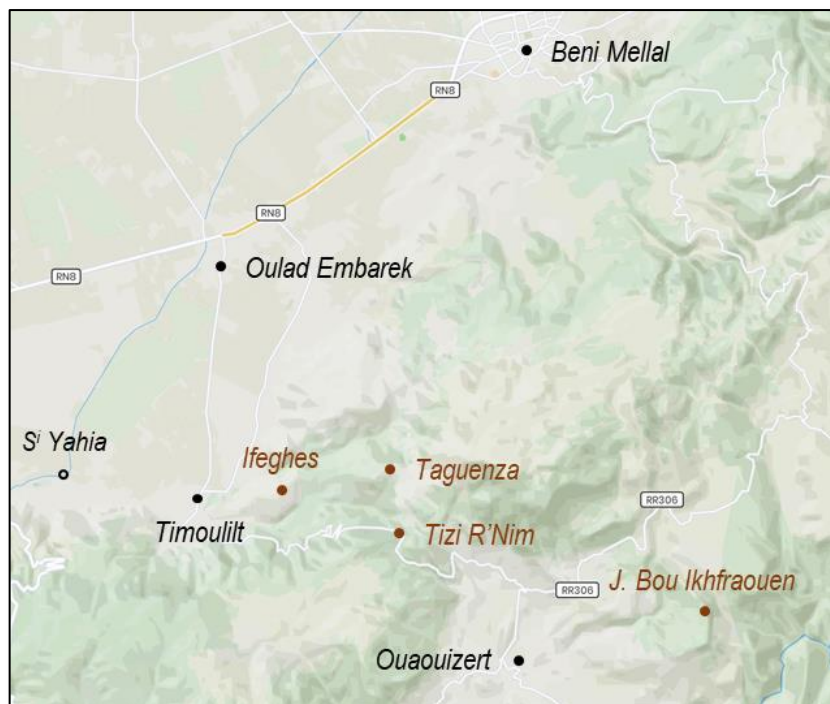 Beni Mellal
RN8
RN8
Oulad Embarek
RN8
Sⁱ Yahia
Ifeghes
Taguenza
RR306
Timoulilt
Tizi R'Nim
J. Bou Ikhfraouen
RR306
Ouaouizert